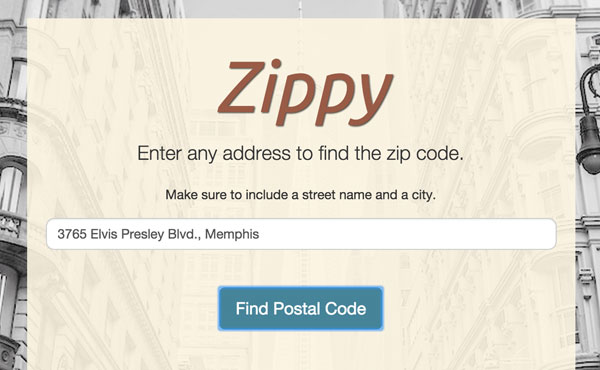 Zippy
Enter any address to find the zip code.
Make sure to include a street name and a city.
3765 Elvis Presley Blvd., Memphis
Find Postal Code